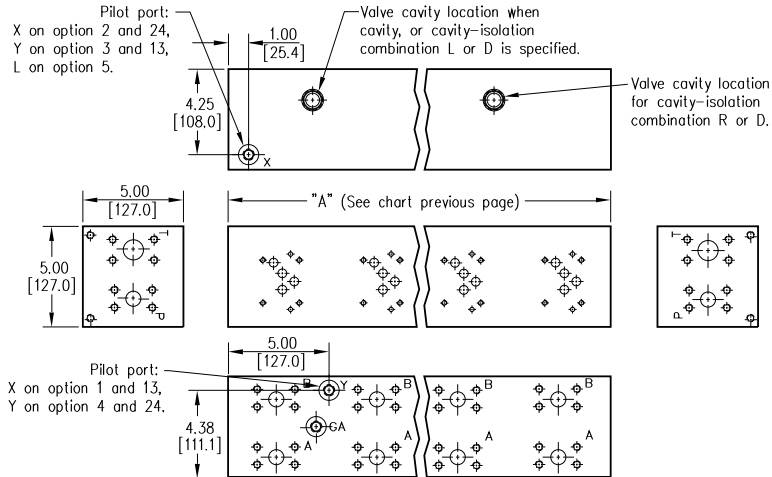 Pilot port:
X on option 2 and 24,
Y on option 3 and 13,
L on option 5.
1.00
[25.4]
Valve cavity location when
cavity, or cavity-isolation
combination L or D is specified.
4.25
[108.0]
Valve cavity location
for cavity-isolation
combination R or D.
X
5.00
[127.0]
"A" (See chart previous page)
5.00
[127.0]
T
P
T
P
5.00
[127.0]
Pilot port:
X on option 1 and 13,
Y on option 4 and 24.
4.38
[111.1]
B
Y
B
B
B
GA
A
A
A
A